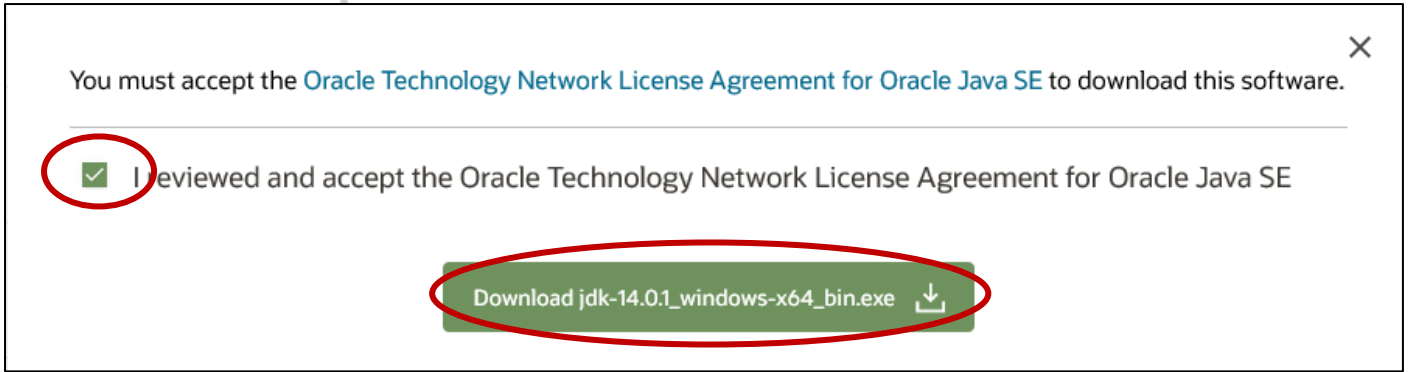 You must accept the Oracle Technology Network License Agreement for Oracle Java SE to download this software.
I reviewed and accept the Oracle Technology Network License Agreement for Oracle Java SE
Download jdk-14.0.1_windows-x64_bin.exe